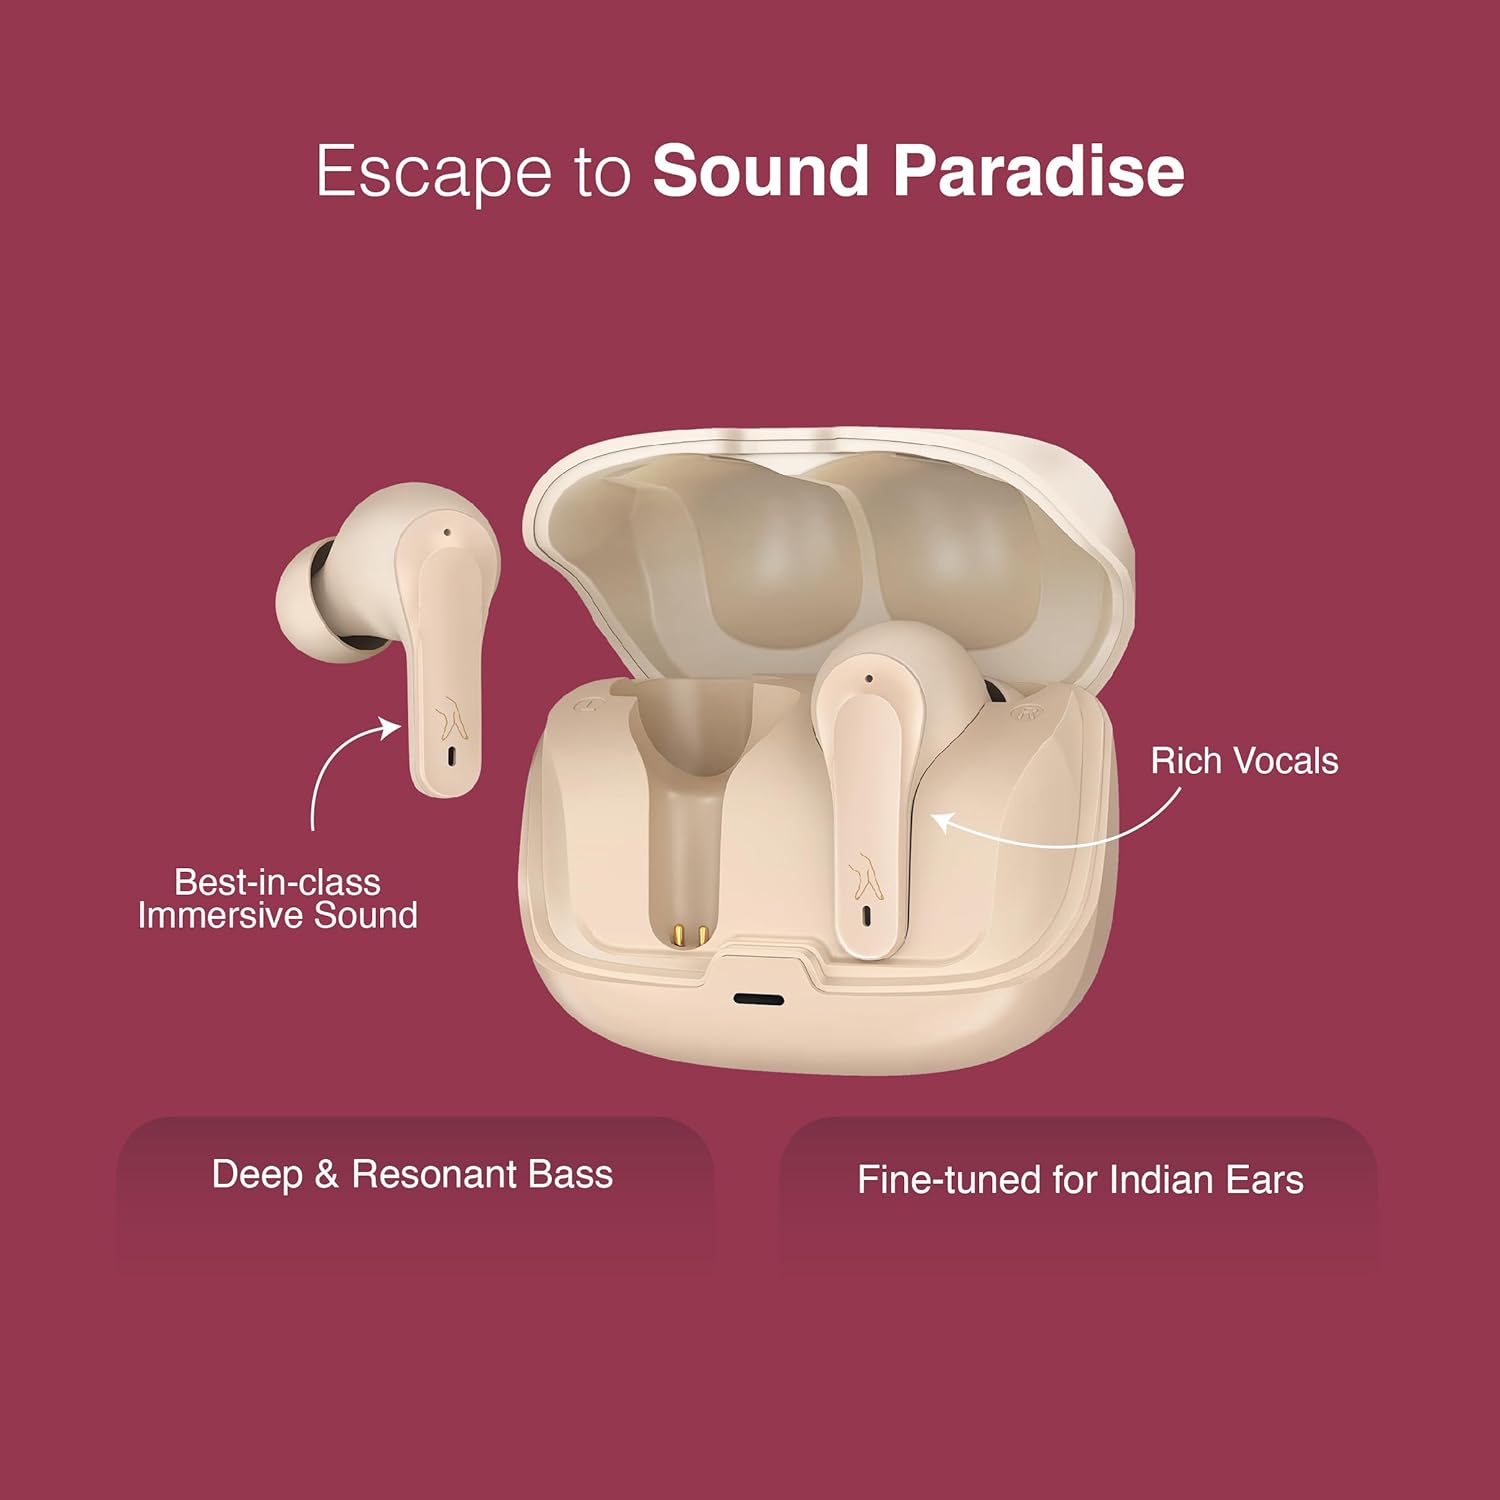 Escape to Sound Paradise
Rich Vocals
Best-in-class
Immersive Sound
Deep & Resonant Bass
Fine-tuned for Indian Ears
L
R